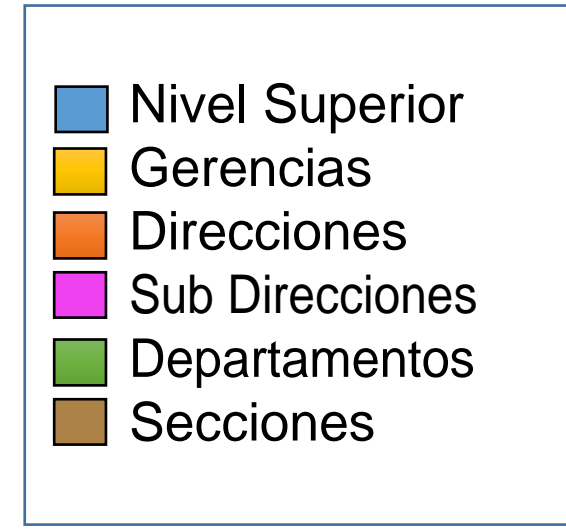 Nivel Superior
Gerencias
Direcciones
Sub Direcciones
Departamentos
Secciones